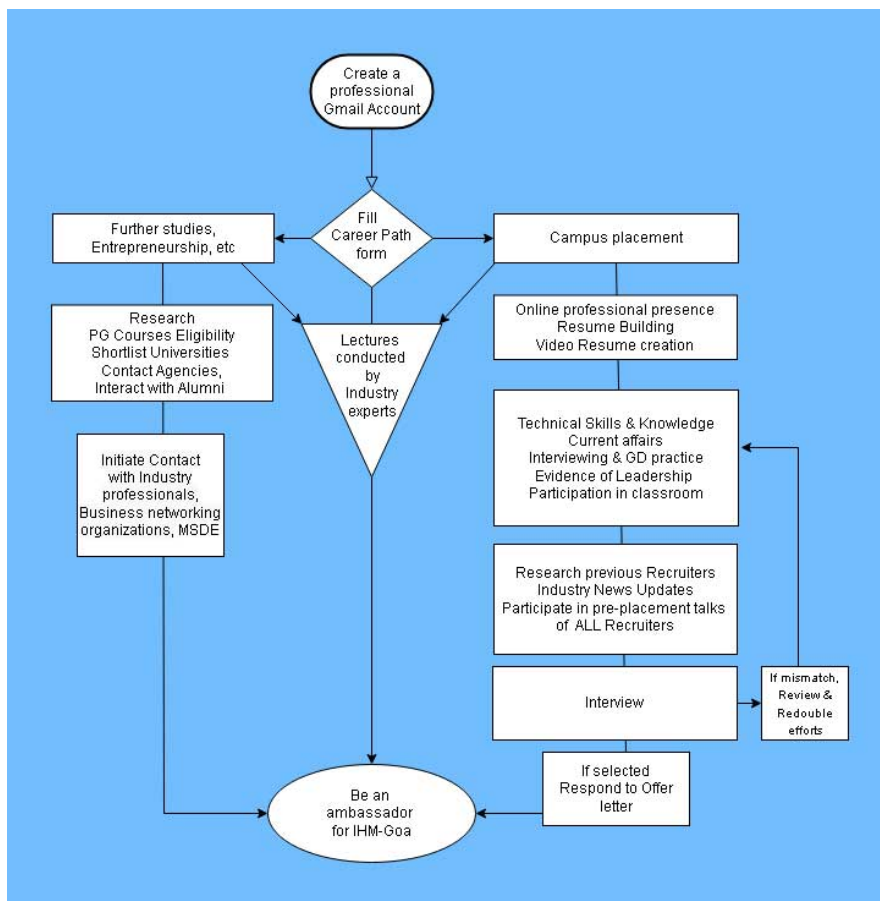 Create a
professional
Gmail Account
Fill
Career Path
form
Further studies,
Entrepreneurship, etc
Campus placement
Research
PG Courses Eligibility
Shortlist Universities
Contact Agencies,
Interact with Alumni
Lectures
conducted
by
Industry
experts
Online professional presence
Resume Building
Video Resume creation
Initiate Contact
with Industry
professionals,
Business networking
organizations, MSDE
Technical Skills & Knowledge
Current affairs
Interviewing & GD practice
Evidence of Leadership
Participation in classroom
Research previous Recruiters
Industry News Updates
Participate in pre-placement talks
of ALL Recruiters
Interview
If mismatch,
Review &
Redouble
efforts
If selected
Respond to Offer
letter
Be an
ambassador
for IHM-Goa